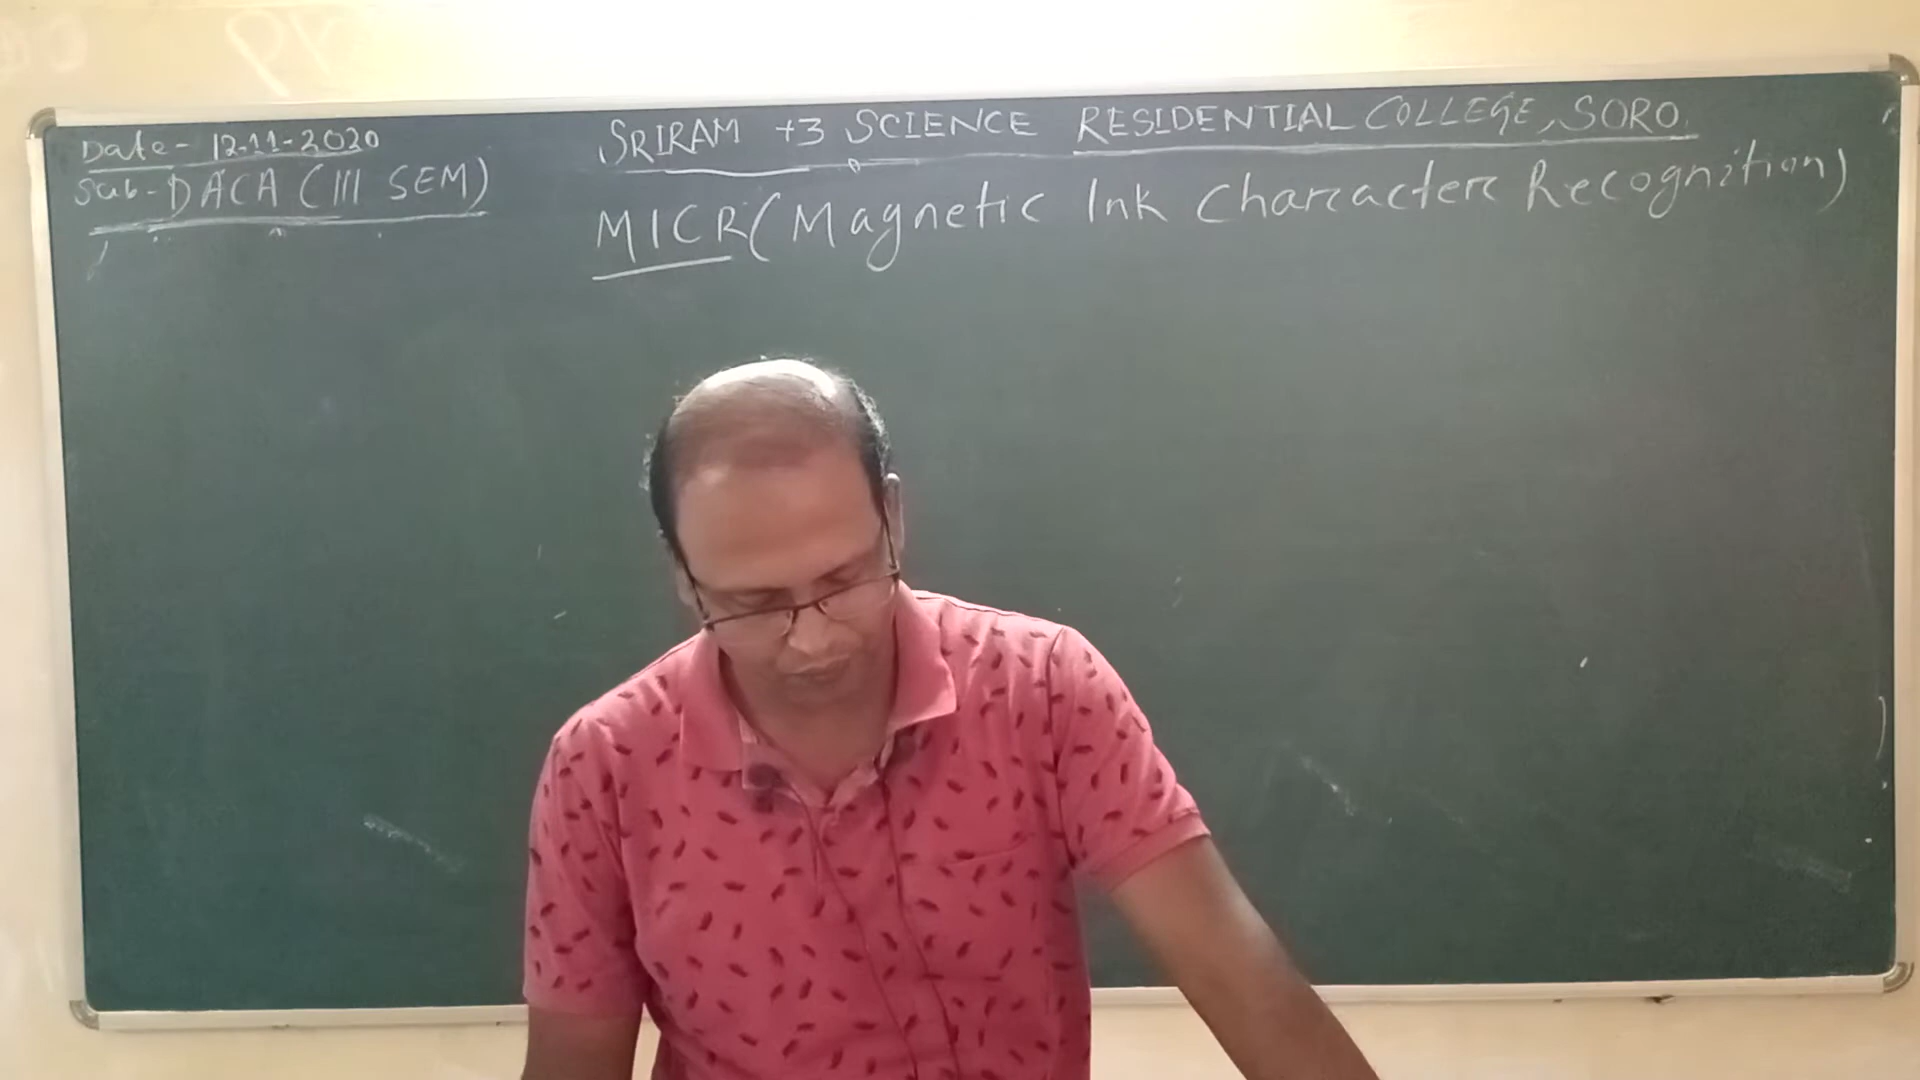 Date- 12-11-2020
Sub- DACA (III SEM)
SRIRAM +3 SCIENCE RESIDENTIAL COLLEGE, SORO
MICR (Magnetic Ink Character Recognition)